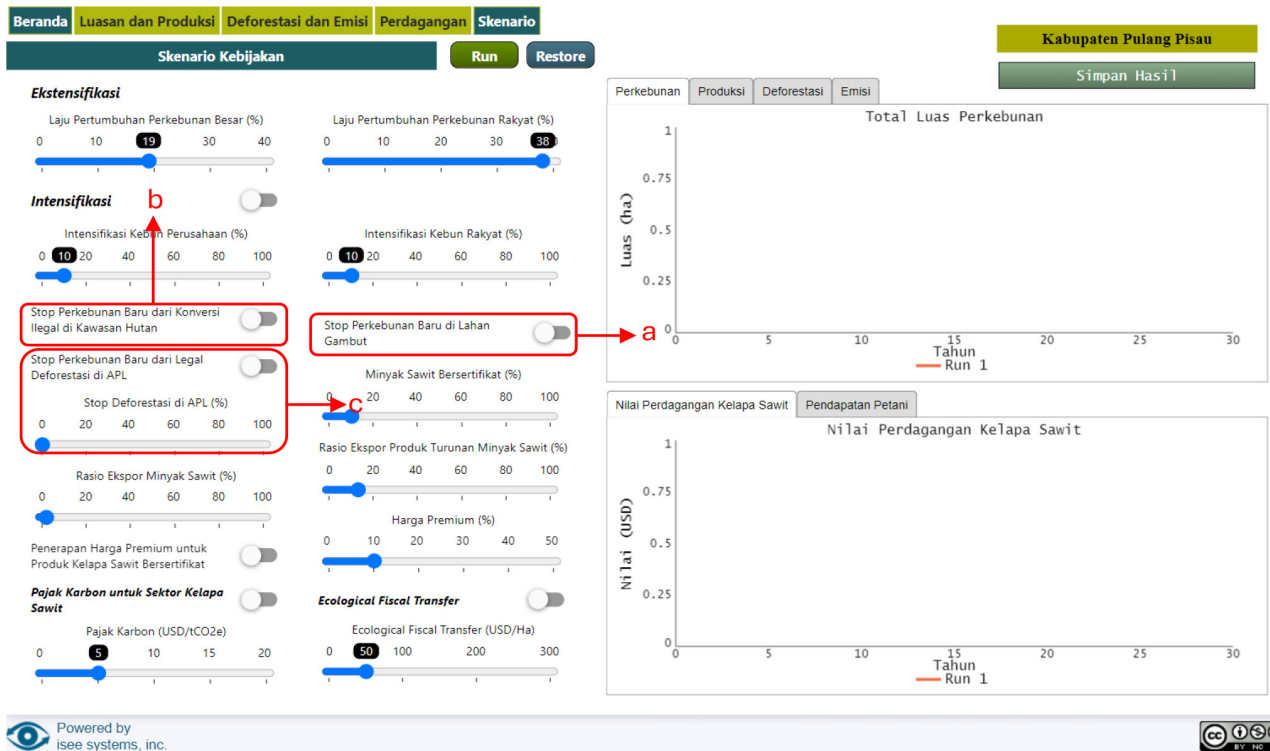 Beranda Luasan dan Produksi Deforestasi dan Emisi Perdagangan Skenario
Kabupaten Pulang Pisau
Skenario Kebijakan Run Restore
Simpan Hasil
Ekstensifikasi
Laju Pertumbuhan Perkebunan Besar (%)
0 10 19 30 40
Laju Pertumbuhan Perkebunan Rakyat (%)
0 10 20 30 38
Intensifikasi
b
Intensifikasi Kebun Perusahaan (%)
0 10 20 40 60 80 100
Intensifikasi Kebun Rakyat (%)
0 10 20 40 60 80 100
Stop Perkebunan Baru dari Konversi
Ilegal di Kawasan Hutan
Stop Perkebunan Baru di Lahan
Gambut
a
Stop Perkebunan Baru dari Legal
Deforestasi di APL
Stop Deforestasi di APL (%)
0 20 40 60 80 100
c
Minyak Sawit Bersertifikat (%)
0 20 40 60 80 100
Rasio Ekspor Minyak Sawit (%)
0 20 40 60 80 100
Rasio Ekspor Produk Turunan Minyak Sawit (%)
0 20 40 60 80 100
Penerapan Harga Premium untuk
Produk Kelapa Sawit Bersertifikat
Harga Premium (%)
0 10 20 30 40 50
Pajak Karbon untuk Sektor Kelapa
Sawit
Pajak Karbon (USD/tCO2e)
0 5 10 15 20
Ecological Fiscal Transfer
Ecological Fiscal Transfer (USD/Ha)
0 50 100 200 300
Perkebunan Produksi Deforestasi Emisi
Total Luas Perkebunan
Luas (ha)
1
0.75
0.5
0.25
0
0 5 10 15 20 25 30
Tahun
Run 1
Nilai Perdagangan Kelapa Sawit Pendapatan Petani
Nilai Perdagangan Kelapa Sawit
Nilai (USD)
1
0.75
0.5
0.25
0
0 5 10 15 20 25 30
Tahun
Run 1
Powered by
isee systems, inc.
cc
BY NC